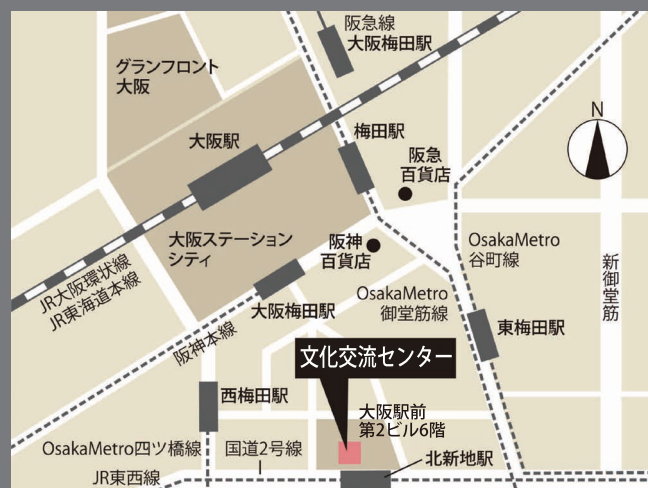 阪急線
大阪梅田駅
グランフロント
大阪
N
大阪駅
梅田駅
阪急
百貨店
大阪ステーション
シティ
阪神
百貨店
OsakaMetro
谷町線
新御堂筋
JR大阪環状線
JR東海道本線
大阪梅田駅
OsakaMetro
御堂筋線
東梅田駅
阪神本線
文化交流センター
西梅田駅
大阪駅前
第2ビル6階
OsakaMetro四ツ橋線
国道2号線
北新地駅
JR東西線